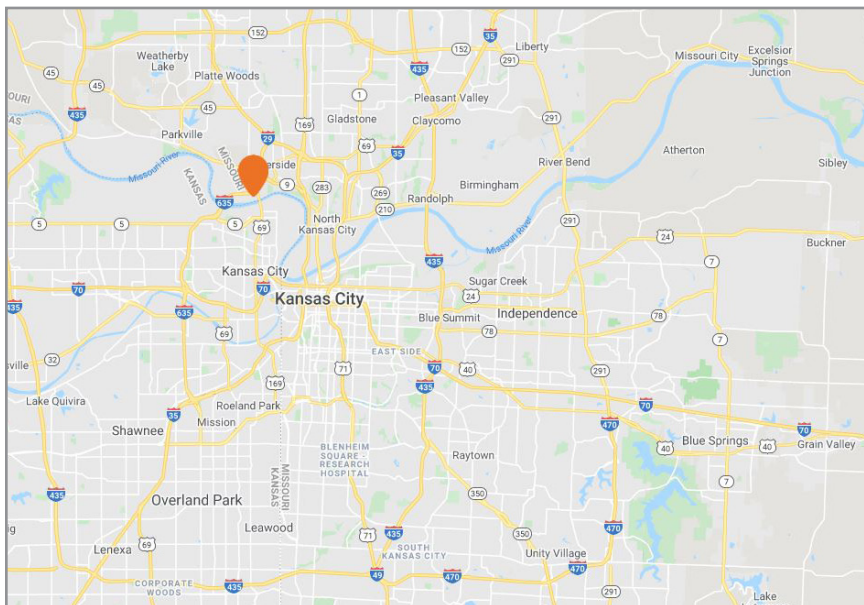 152
35
Liberty
Missouri City
Excelsior
Springs
Junction
Weatherby
Lake
152
291
45
Platte Woods
435
45
1
Pleasant Valley
169
Gladstone
Claycomo
291
435
45
Parkville
29
69
35
Missouri River
MISSOURI
KANSAS
erside
River Bend
Atherton
Sibley
9
283
269
Birmingham
635
210
Randolph
Missouri River
5
5
5
69
North
Kansas City
291
24
Buckner
Kansas City
435
7
70
70
Sugar Creek
24
435
Kansas City
635
Blue Summit
Independence
78
78
69
7
EAST SIDE
32
71
70
40
ville
169
435
291
Lake Quivira
Roeland Park
70
35
Mission
470
70
Shawnee
Blue Springs
40
40
Grain Valley
BLENHEIM
SQUARE -
RESEARCH
HOSPITAL
Raytown
MISSOURI
KANSAS
7
435
350
Overland Park
Leawood
71
435
350
470
69
Lenexa
SOUTH
KANSAS CITY
Unity Village
49
470
470
CORPORATE
WOODS
435
291
Lake